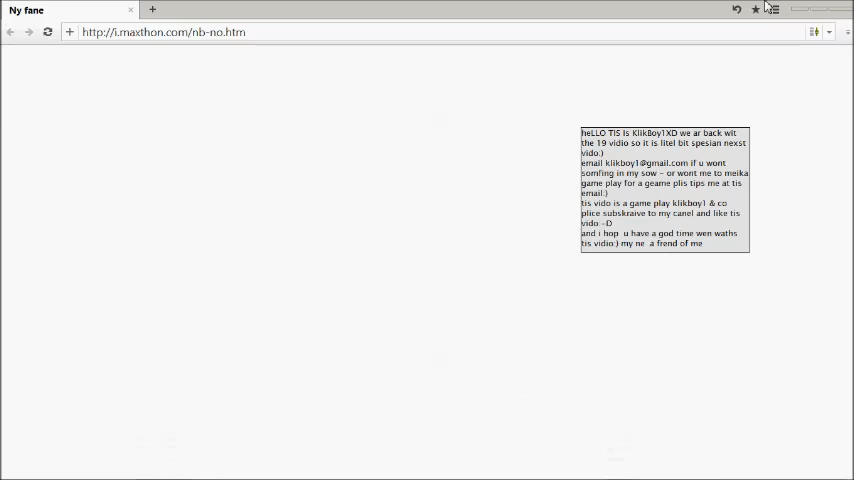 Ny fane
http://i.maxthon.com/nb-no.htm
heLLO TIS Is KlikBoy1XD we ar back wit
the 19 vidio so it is litel bit spesian nexst
vido:)
email klikboy1@gmail.com if u wont
somfing in my sow - or wont me to meika
game play for a geame plis tips me at tis
email:)
tis vido is a game play klikboy1 & co
plice subskraive to my canel and like tis
vido:-D
and i hop u have a god time wen waths
tis vidio:) my ne a frend of me